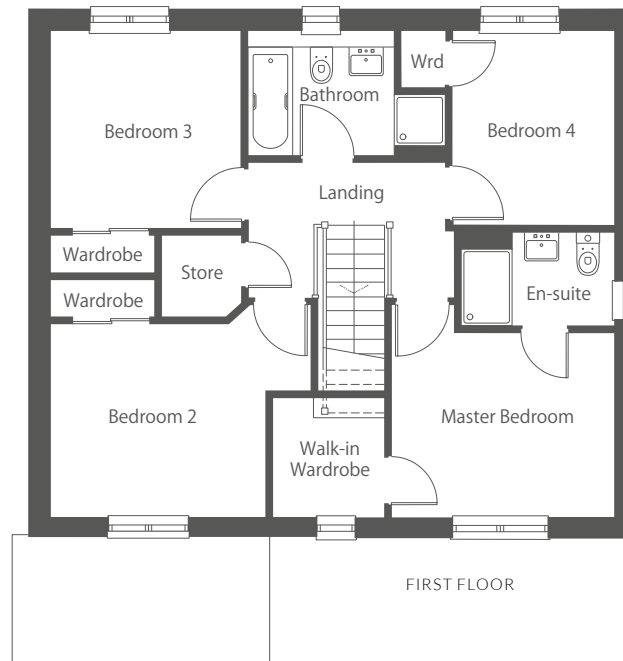 Wrd
Bathroom
Bedroom 3
Bedroom 4
Landing
Wardrobe
Store
Wardrobe
En-suite
Bedroom 2
Master Bedroom
Walk-in
Wardrobe
FIRST FLOOR